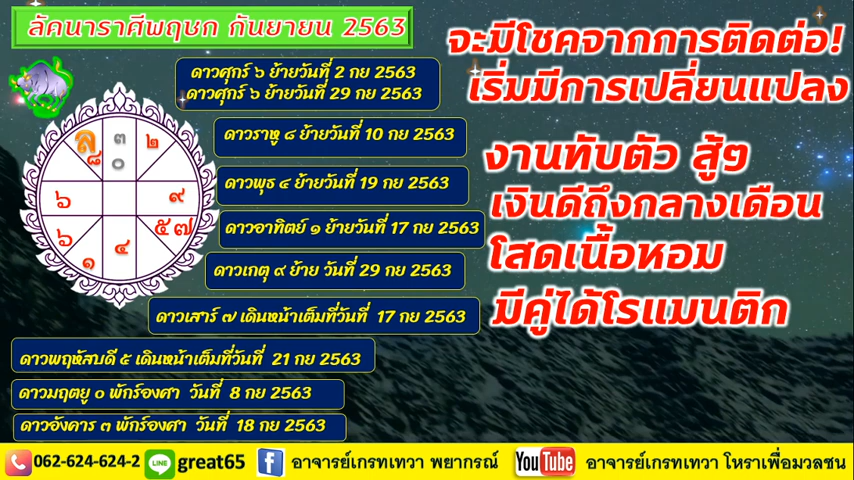 ลัคนาราศีพฤษภ กันยายน 2563
จะมีโชคจากการติดต่อ!
เริ่มมีการเปลี่ยนแปลง
ดาวศุกร์ ๖ ย้ายวันที่ 2 กย 2563
ดาวศุกร์ ๖ ย้ายวันที่ 29 กย 2563
ดาวราหู ๘ ย้ายวันที่ 10 กย 2563
ดาวพุธ ๔ ย้ายวันที่ 19 กย 2563
ดาวอาทิตย์ ๑ ย้ายวันที่ 17 กย 2563
ดาวเกตุ ๙ ย้าย วันที่ 29 กย 2563
ดาวเสาร์ ๗ เดินหน้าเต็มที่วันที่ 17 กย 2563
ดาวพฤหัสบดี ๕ เดินหน้าเต็มที่วันที่ 21 กย 2563
ดาวมฤตยู ๐ พักร์องศา วันที่ 8 กย 2563
ดาวอังคาร ๓ พักร์องศา วันที่ 18 กย 2563
งานทับตัว สู้ๆ
เงินดีถึงกลางเดือน
โสดเนื้อหอม
มีคู่ได้โรแมนติก
ล ๓ ๒
๘ ๐
๖ ๙
๖ ๔ ๕ ๗
๑
062-624-624-2 LINE great65 f อาจารย์เกรทเทวา พยากรณ์ YouTube อาจารย์เกรทเทวา โหราเพื่อมวลชน